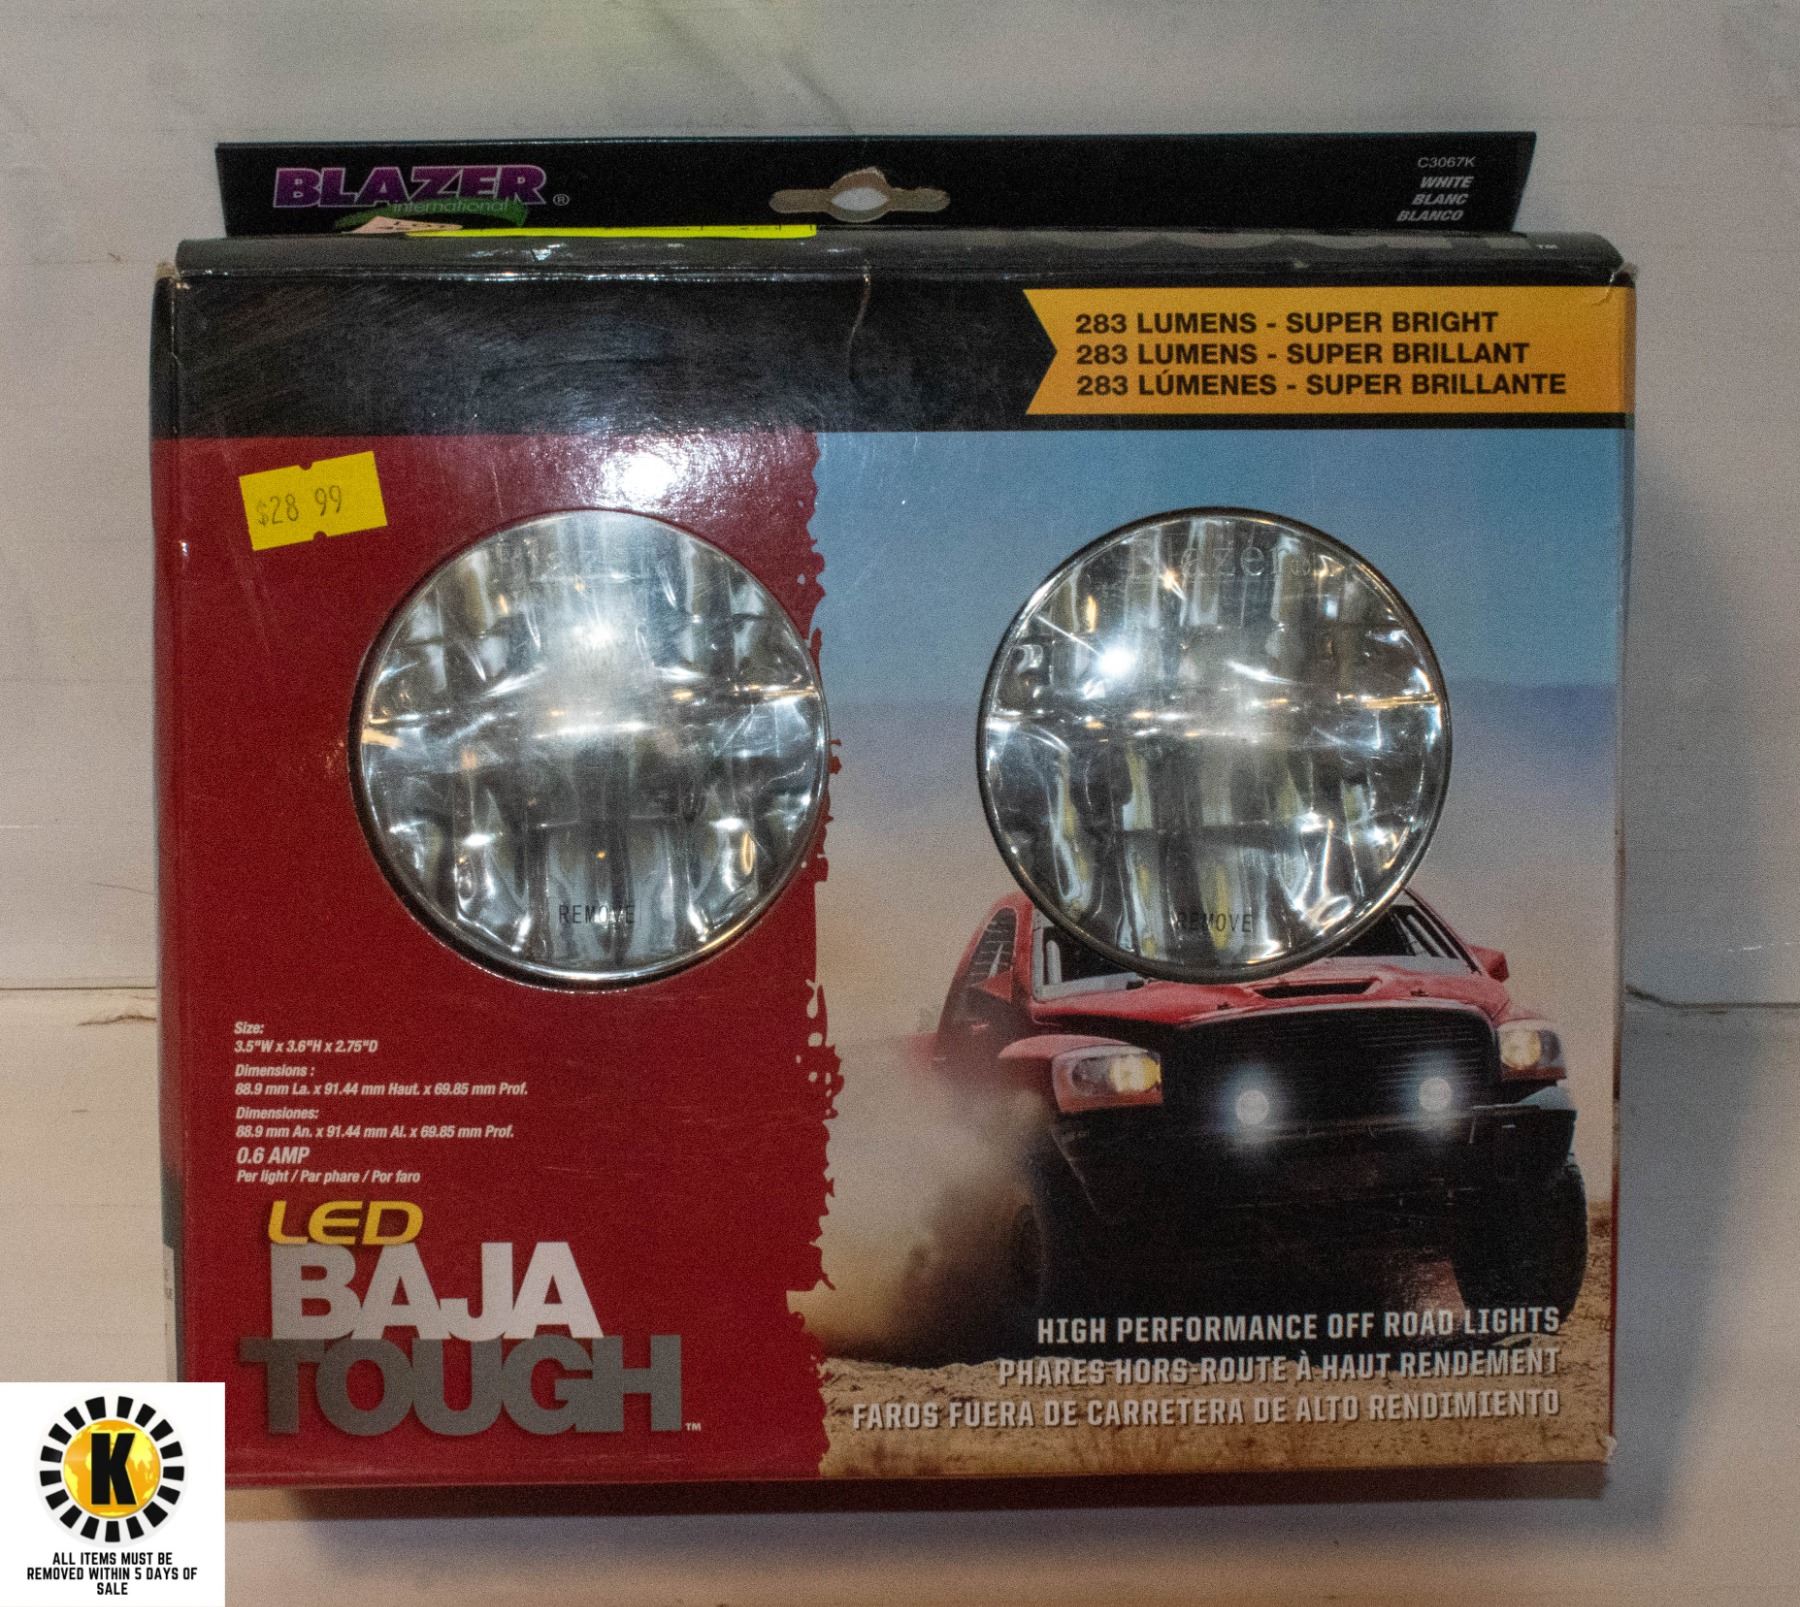 BLAZER®
international
C3067K
WHITE
BLANC
BLANCO
™
283 LUMENS - SUPER BRIGHT
283 LUMENS - SUPER BRILLANT
283 LÚMENES - SUPER BRILLANTE
$28 99
Blazer
REMOVE
REMOVE
Size:
3.5"W x 3.6"H x 2.75"D
Dimensions :
88.9 mm La. x 91.44 mm Haut. x 69.85 mm Prof.
Dimensiones:
88.9 mm An. x 91.44 mm Al. x 69.85 mm Prof.
0.6 AMP
Per light / Par phare / Por faro
LED
BAJA
TOUGH™
HIGH PERFORMANCE OFF ROAD LIGHTS
PHARES HORS-ROUTE À HAUT RENDEMENT
FAROS FUERA DE CARRETERA DE ALTO RENDIMIENTO
K
ALL ITEMS MUST BE
REMOVED WITHIN 5 DAYS OF
SALE